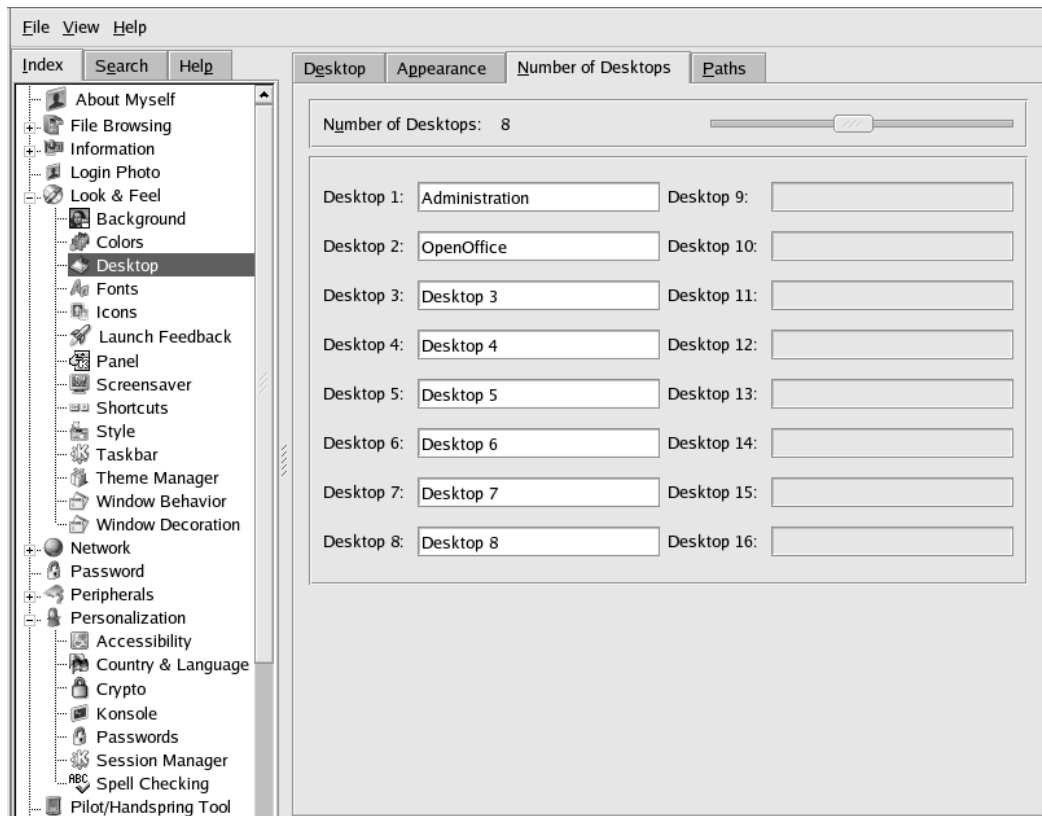 File View Help
Index Search Help
About Myself
File Browsing
Information
Login Photo
Look & Feel
Background
Colors
Desktop
Fonts
Icons
Launch Feedback
Panel
Screensaver
Shortcuts
Style
Taskbar
Theme Manager
Window Behavior
Window Decoration
Network
Password
Peripherals
Personalization
Accessibility
Country & Language
Crypto
Konsole
Passwords
Session Manager
ABC Spell Checking
Pilot/Handspring Tool
Desktop Appearance Number of Desktops Paths
Number of Desktops: 8
Desktop 1: Administration Desktop 9:
Desktop 2: OpenOffice Desktop 10:
Desktop 3: Desktop 3 Desktop 11:
Desktop 4: Desktop 4 Desktop 12:
Desktop 5: Desktop 5 Desktop 13:
Desktop 6: Desktop 6 Desktop 14:
Desktop 7: Desktop 7 Desktop 15:
Desktop 8: Desktop 8 Desktop 16: